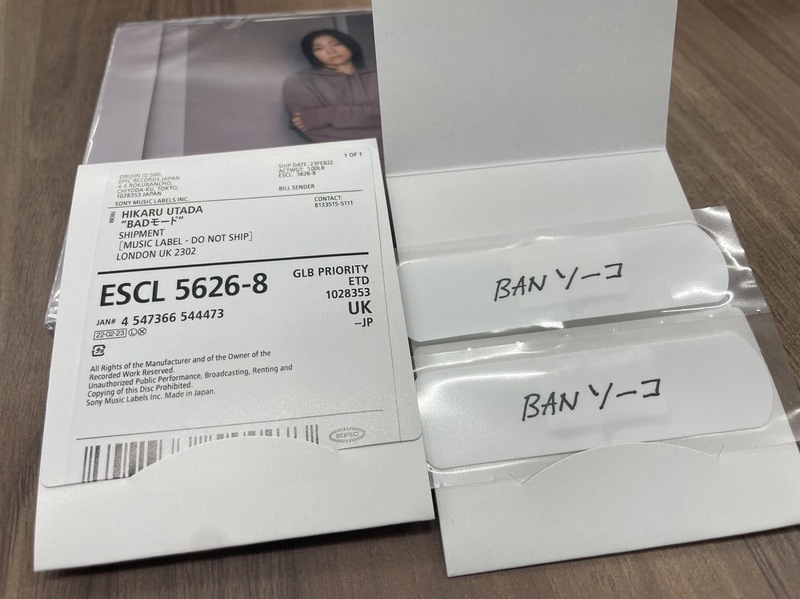 1 OF 1
ORIGIN ID:SML
EPIC RECORDS JAPAN
4-5 ROKUBANCHO,
CHIYODA-KU, TOKYO,
1028353 JAPAN
SONY MUSIC LABELS INC.
SHIP DATE: 23FEB22
ACTWGT: 1.00LB
ESCL: 5626-8
BILL SENDER
FROM
HIKARU UTADA
"BADモード"
SHIPMENT
[MUSIC LABEL - DO NOT SHIP]
LONDON UK 2302
CONTACT:
8133515-5111
ESCL 5626-8
GLB PRIORITY
ETD
1028353
UK
–JP
JAN# 4 547366 544473
22·02·23 Ⓛ ⓧ
All Rights of the Manufacturer and of the Owner of the
Recorded Work Reserved.
Unauthorized Public Performance, Broadcasting, Renting and
Copying of this Disc Prohibited.
Sony Music Labels Inc. Made in Japan.
EPIC
BAN ソーコ
BAN ソーコ